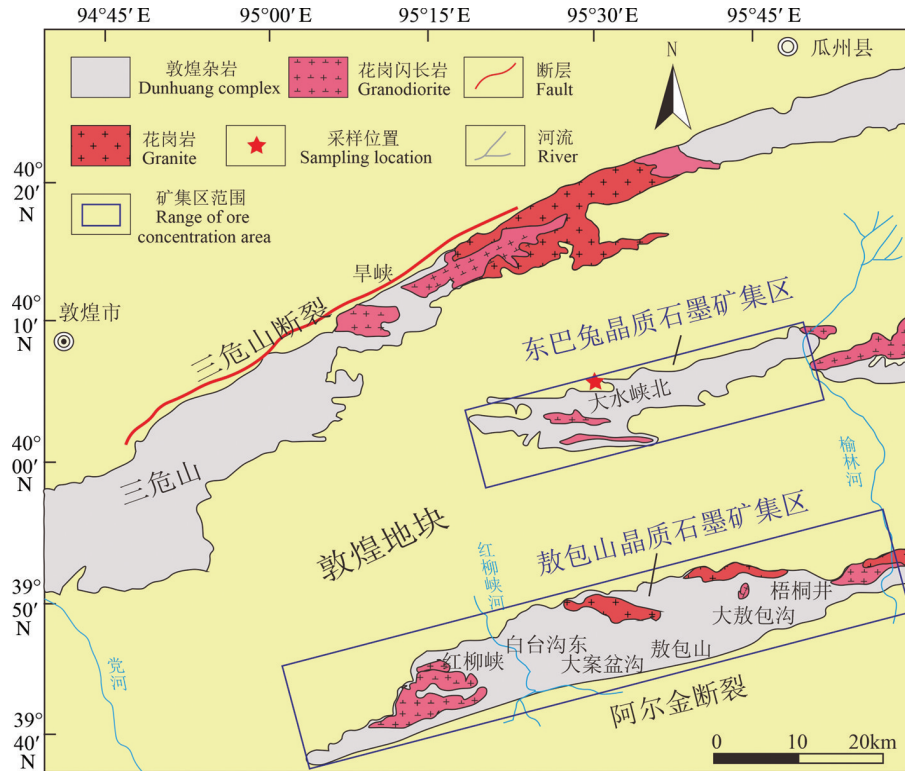 94°45′ E
95°00′
95°15′
95°30′
95°45′
N
瓜州县
敦煌杂岩
Dunhuang complex
花岗闪长岩
Granodiorite
断层
Fault
花岗岩
Granite
采样位置
Sampling location
河流
River
矿集区范围
Range of ore
concentration area
40°
20′
N
40°
10′
N
40°
00′
N
39°
50′
N
39°
40′
N
敦煌市
旱峡
三危山断裂
三危山
东巴兔晶质石墨矿集区
大水峡北
榆林河
敦煌地块
红柳峡河
敖包山晶质石墨矿集区
梧桐井
大敖包沟
白台沟东
敖包山
红柳峡
大案盆沟
阿尔金断裂
党河
0 10 20km